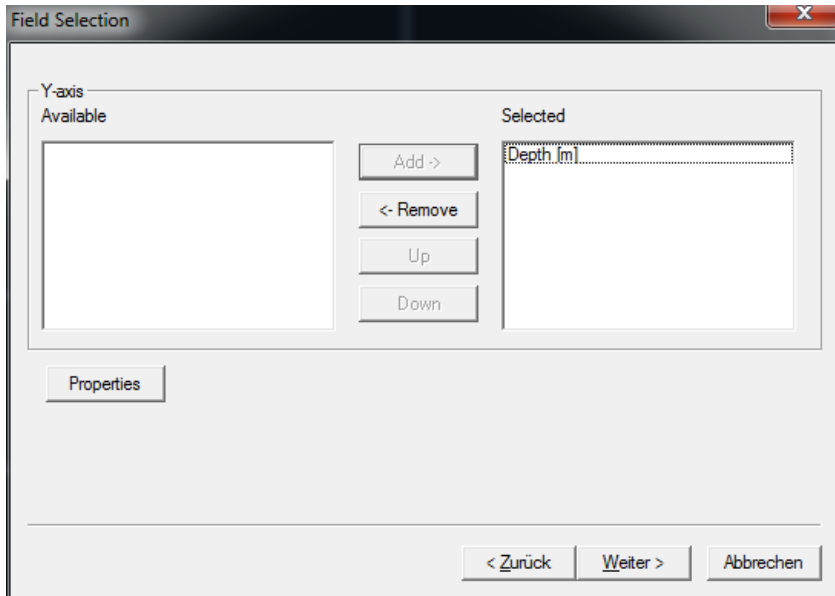 Field Selection
x
Y-axis
Available
Selected
Add ->
Depth [m]
<- Remove
Up
Down
Properties
< Zurück
Weiter >
Abbrechen